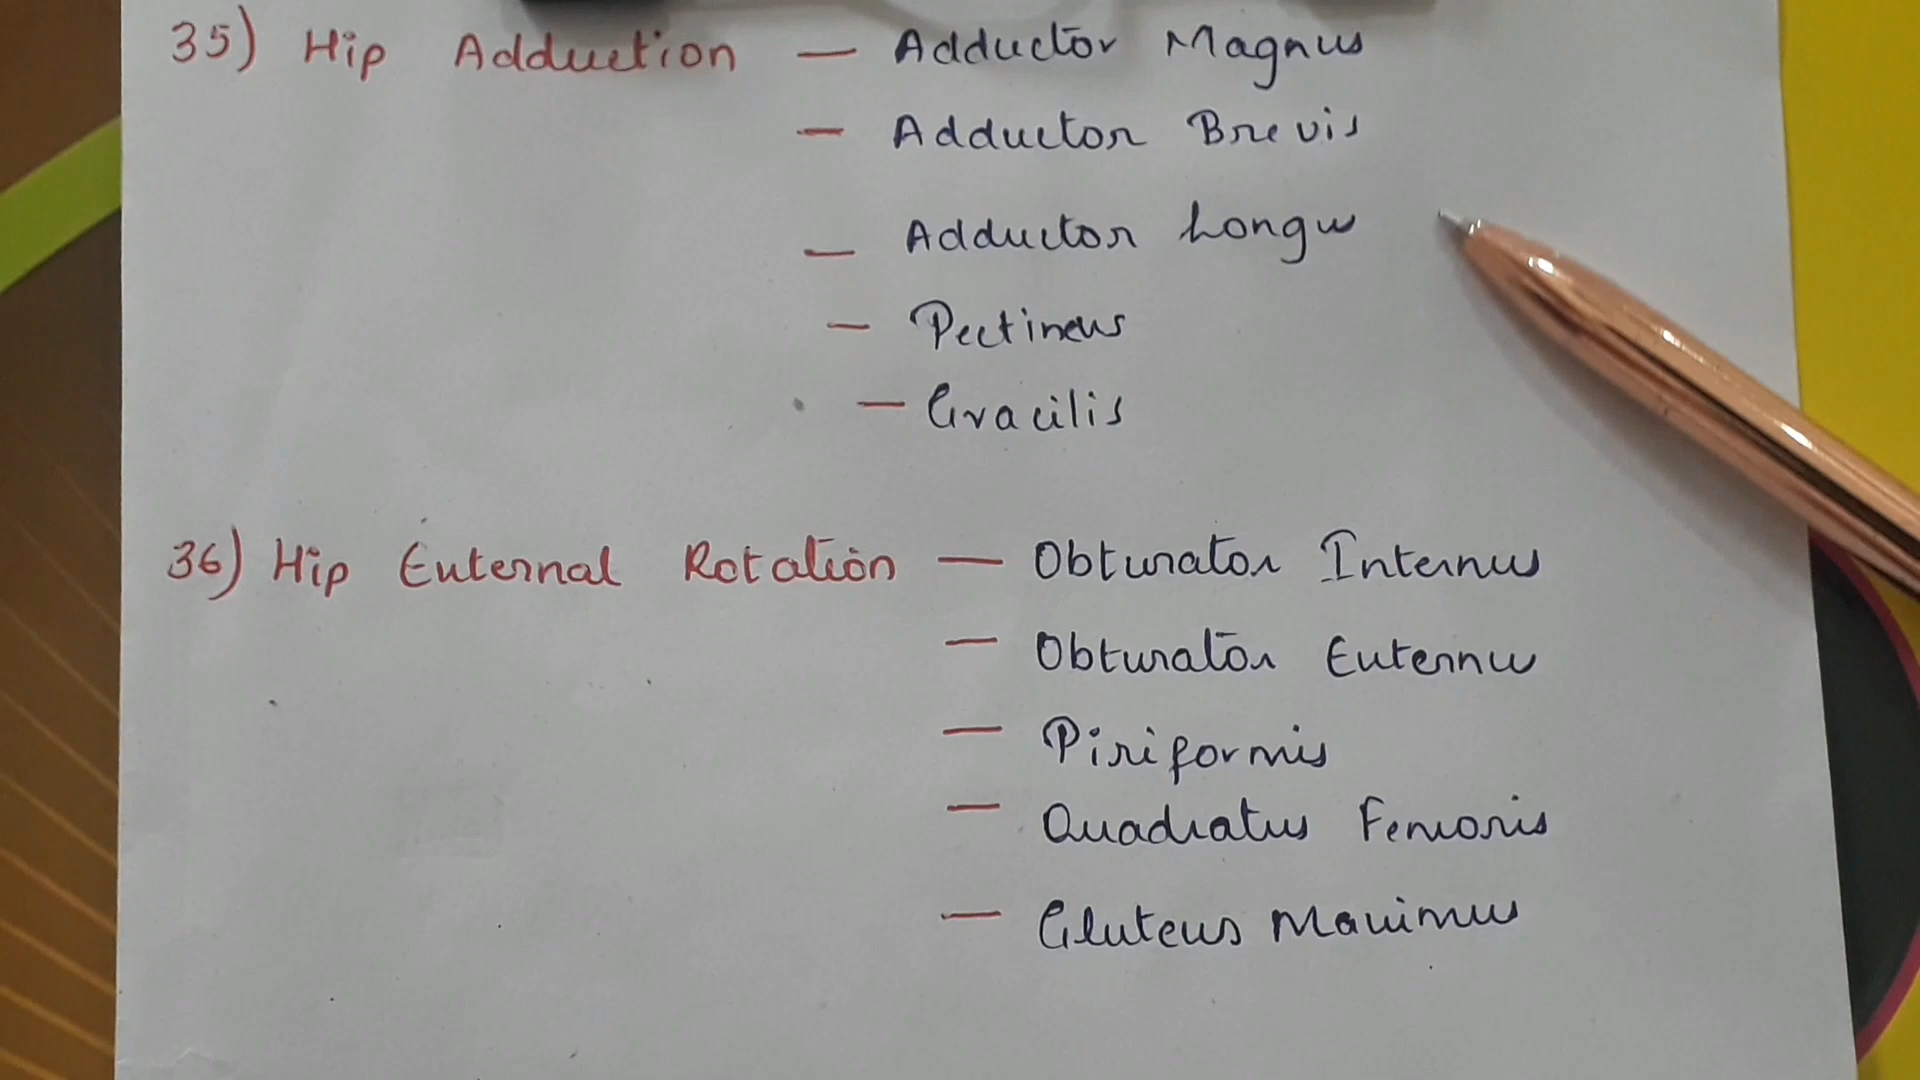 35) Hip Adduction — Adductor Magnus
— Adductor Brevis
— Adductor Longus
— Pectineus
— Gracilis
36) Hip External Rotation — Obturator Internus
— Obturator Externus
— Piriformis
— Quadratus Femoris
— Gluteus Maximus